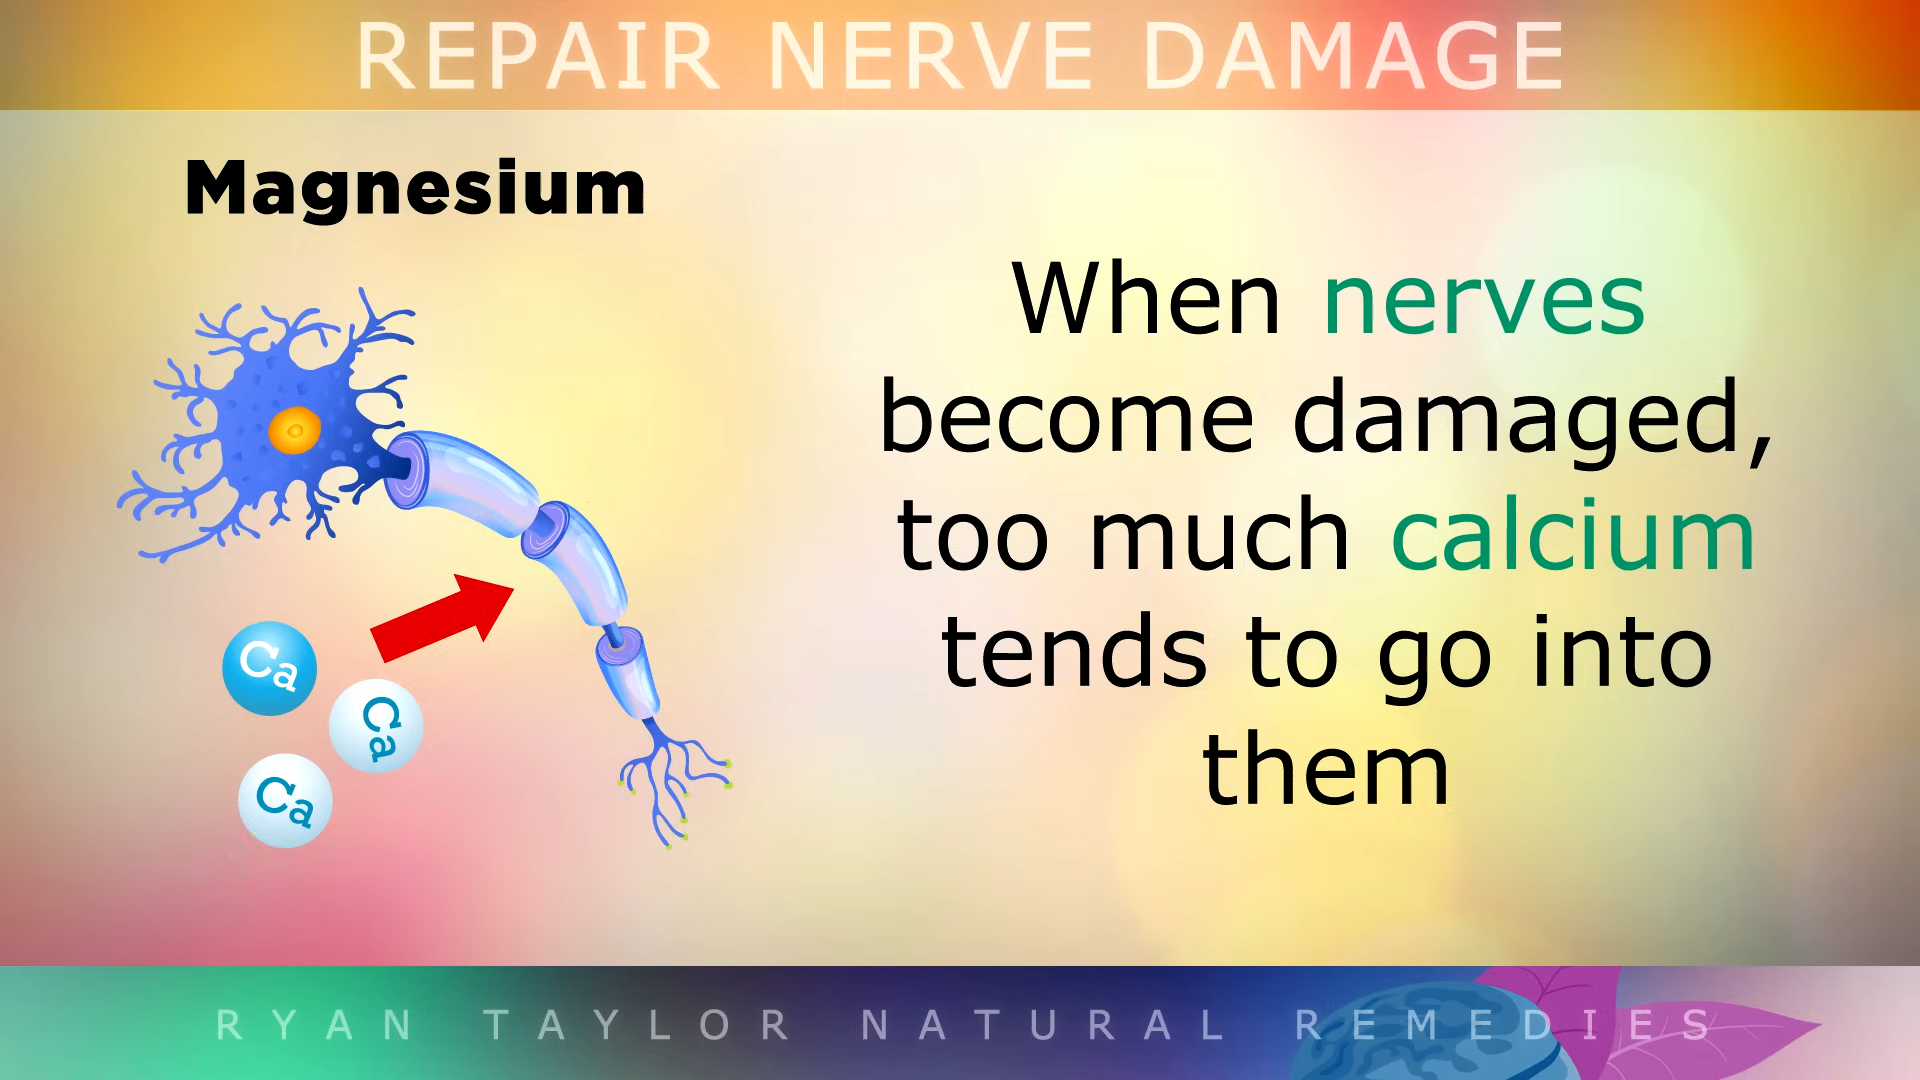 REPAIR NERVE DAMAGE
Magnesium
When nerves
become damaged,
too much calcium
tends to go into
them
Ca
Ca
Ca
RYAN TAYLOR NATURAL REMEDIES